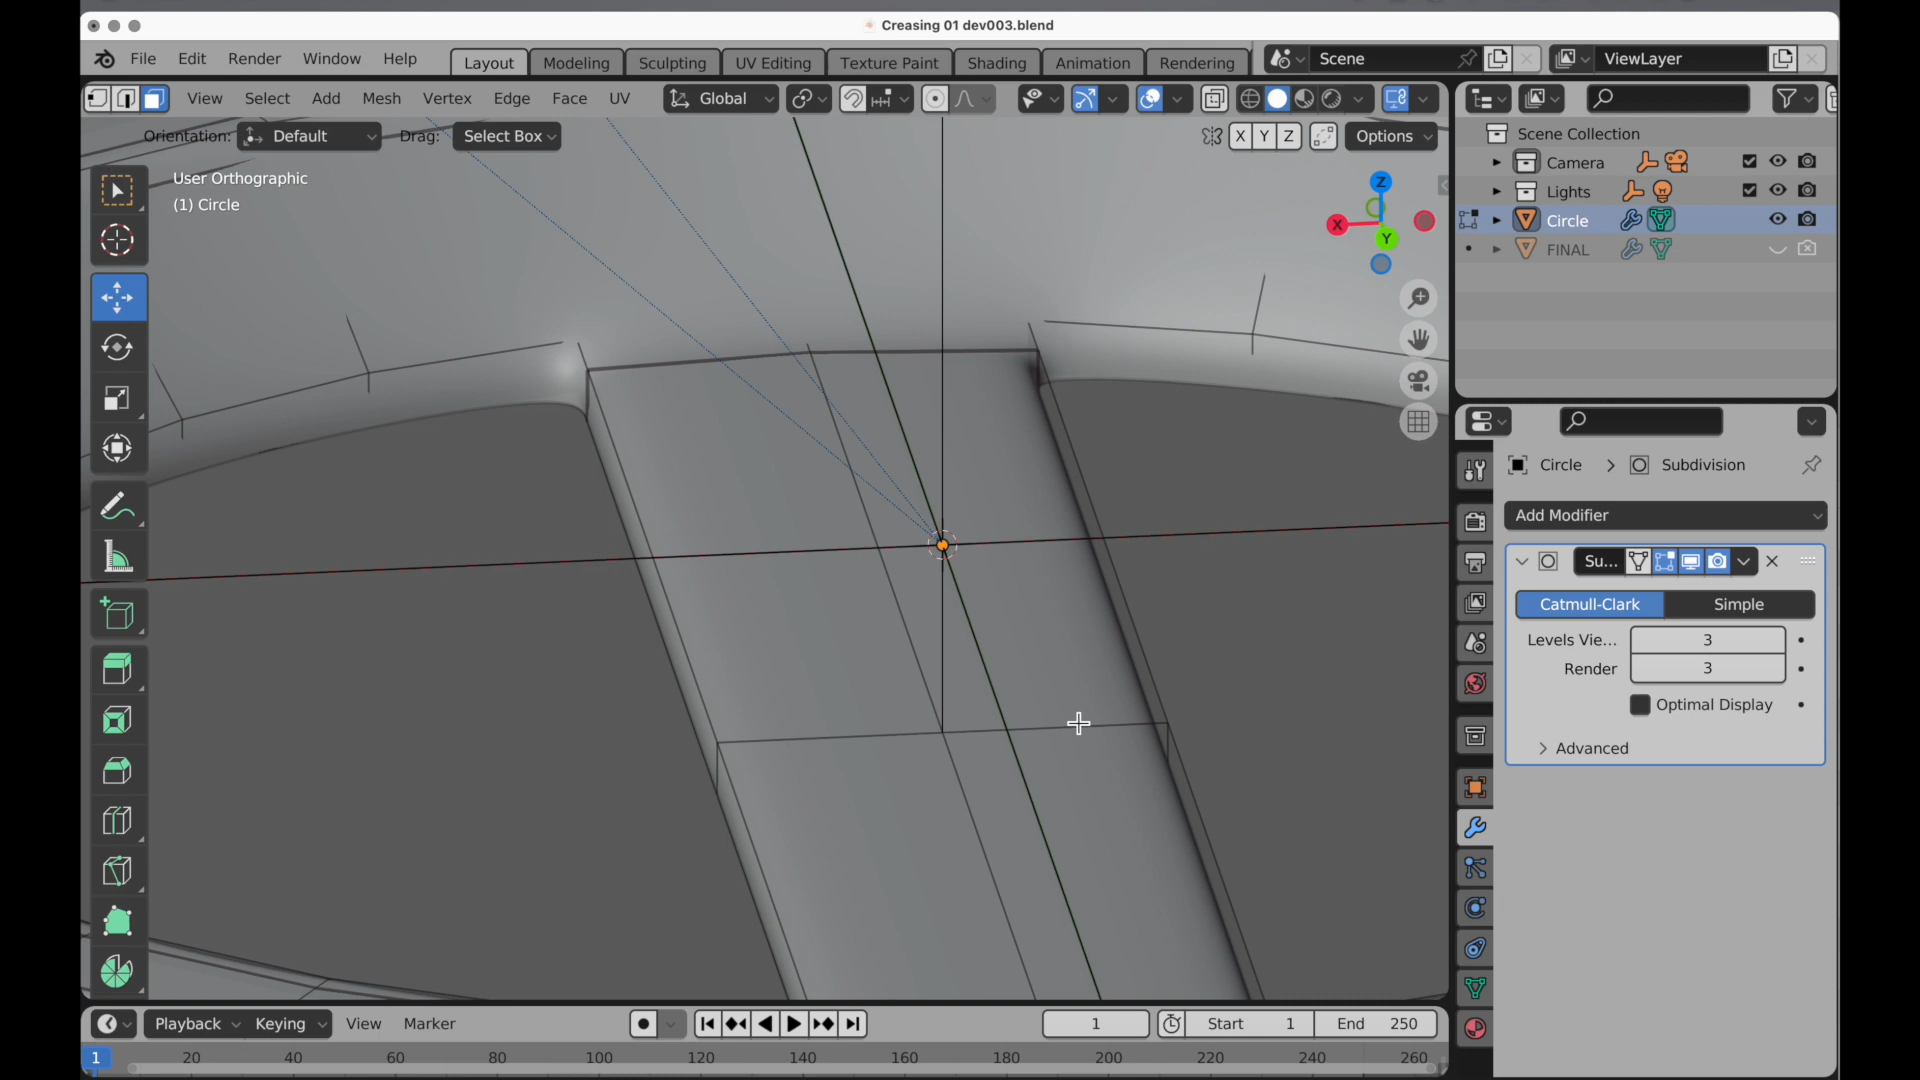 Creasing 01 dev003.blend
File Edit Render Window Help Layout Modeling Sculpting UV Editing Texture Paint Shading Animation Rendering Scene ViewLayer
View Select Add Mesh Vertex Edge Face UV Global
Orientation: Default Drag: Select Box X Y Z Options
User Orthographic
(1) Circle
Z
X
Y
Scene Collection
Camera
Lights
Circle
FINAL
Circle > Subdivision
Add Modifier
Su...
Catmull-Clark Simple
Levels Vie... 3
Render 3
Optimal Display
Advanced
Playback Keying View Marker 1 Start 1 End 250
1 20 40 60 80 100 120 140 160 180 200 220 240 260